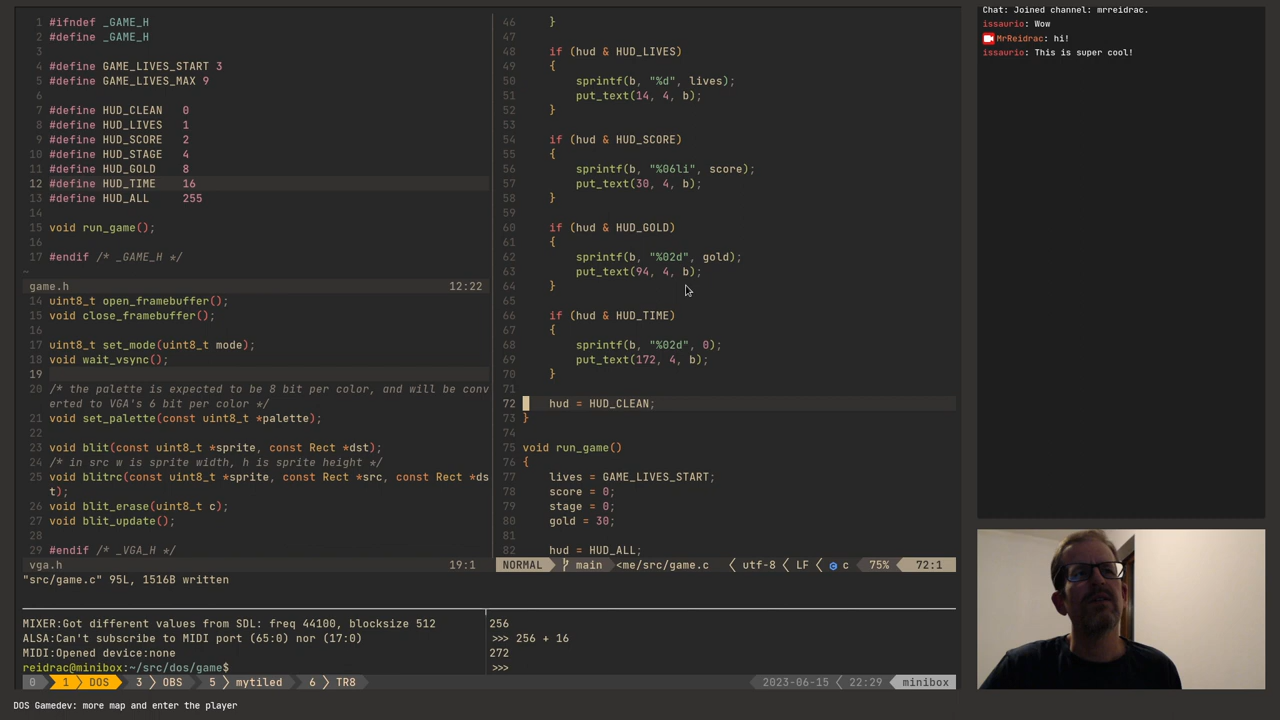 1 #ifndef _GAME_H
2 #define _GAME_H
3
4 #define GAME_LIVES_START 3
5 #define GAME_LIVES_MAX 9
6
7 #define HUD_CLEAN 0
8 #define HUD_LIVES 1
9 #define HUD_SCORE 2
10 #define HUD_STAGE 4
11 #define HUD_GOLD 8
12 #define HUD_TIME 16
13 #define HUD_ALL 255
14
15 void run_game();
16
17 #endif /* _GAME_H */
~
game.h 12:22
14 uint8_t open_framebuffer();
15 void close_framebuffer();
16
17 uint8_t set_mode(uint8_t mode);
18 void wait_vsync();
19
20 /* the palette is expected to be 8 bit per color, and will be conv
erted to VGA's 6 bit per color */
21 void set_palette(const uint8_t *palette);
22
23 void blit(const uint8_t *sprite, const Rect *dst);
24 /* in src w is sprite width, h is sprite height */
25 void blitrc(const uint8_t *sprite, const Rect *src, const Rect *ds
t);
26 void blit_erase(uint8_t c);
27 void blit_update();
28
29 #endif /* _VGA_H */
vga.h 19:1
"src/game.c" 95L, 1516B written
46 }
47
48 if (hud & HUD_LIVES)
49 {
50 sprintf(b, "%d", lives);
51 put_text(14, 4, b);
52 }
53
54 if (hud & HUD_SCORE)
55 {
56 sprintf(b, "%06li", score);
57 put_text(30, 4, b);
58 }
59
60 if (hud & HUD_GOLD)
61 {
62 sprintf(b, "%02d", gold);
63 put_text(94, 4, b);
64 }
65
66 if (hud & HUD_TIME)
67 {
68 sprintf(b, "%02d", 0);
69 put_text(172, 4, b);
70 }
71
72 hud = HUD_CLEAN;
73 }
74
75 void run_game()
76 {
77 lives = GAME_LIVES_START;
78 score = 0;
79 stage = 0;
80 gold = 30;
81
82 hud = HUD_ALL;
NORMAL main <me/src/game.c utf-8 LF c 75% 72:1
MIXER:Got different values from SDL: freq 44100, blocksize 512
ALSA:Can't subscribe to MIDI port (65:0) nor (17:0)
MIDI:Opened device:none
reidrac@minibox:~/src/dos/game$
256
>>> 256 + 16
272
>>>
0 1 DOS 3 OBS 5 mytiled 6 TR8 2023-06-15 22:29 minibox
DOS Gamedev: more map and enter the player
Chat: Joined channel: mrreidrac.
issaurio: Wow
MrReidrac: hi!
issaurio: This is super cool!